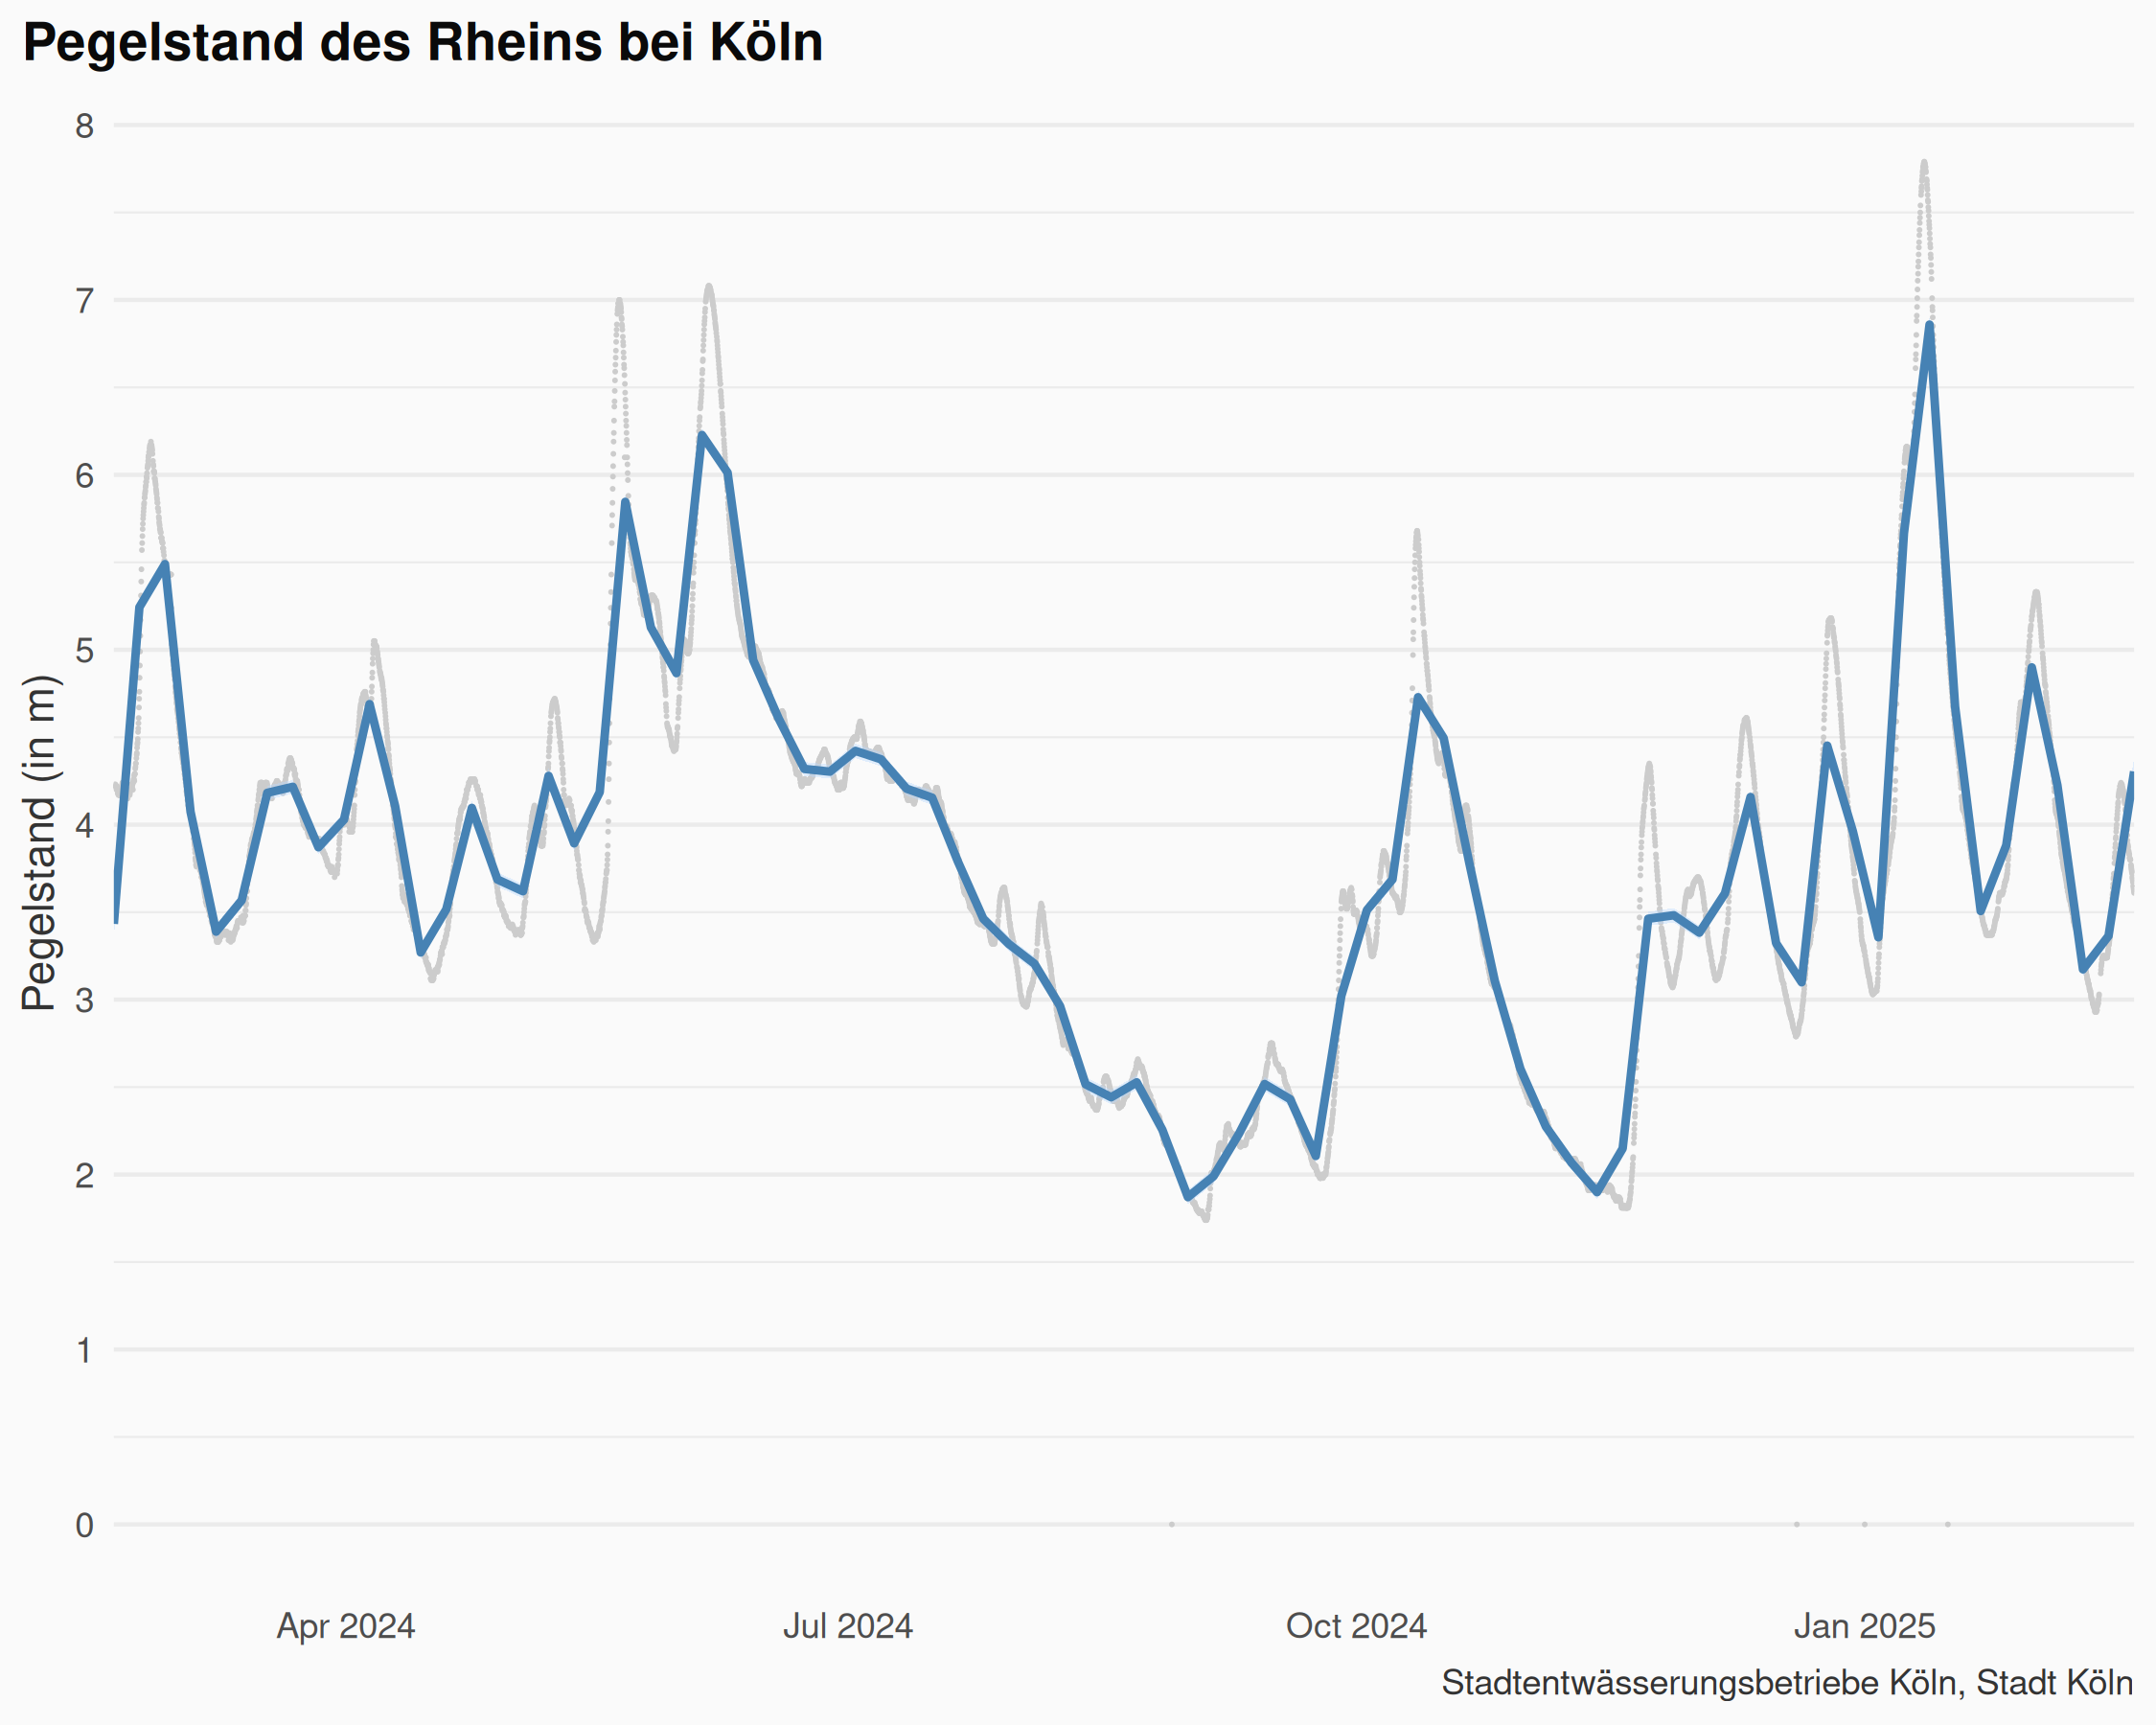 Pegelstand des Rheins bei Köln
Pegelstand (in m)
8
7
6
5
4
3
2
1
0
Apr 2024
Jul 2024
Oct 2024
Jan 2025
Stadtentwässerungsbetriebe Köln, Stadt Köln